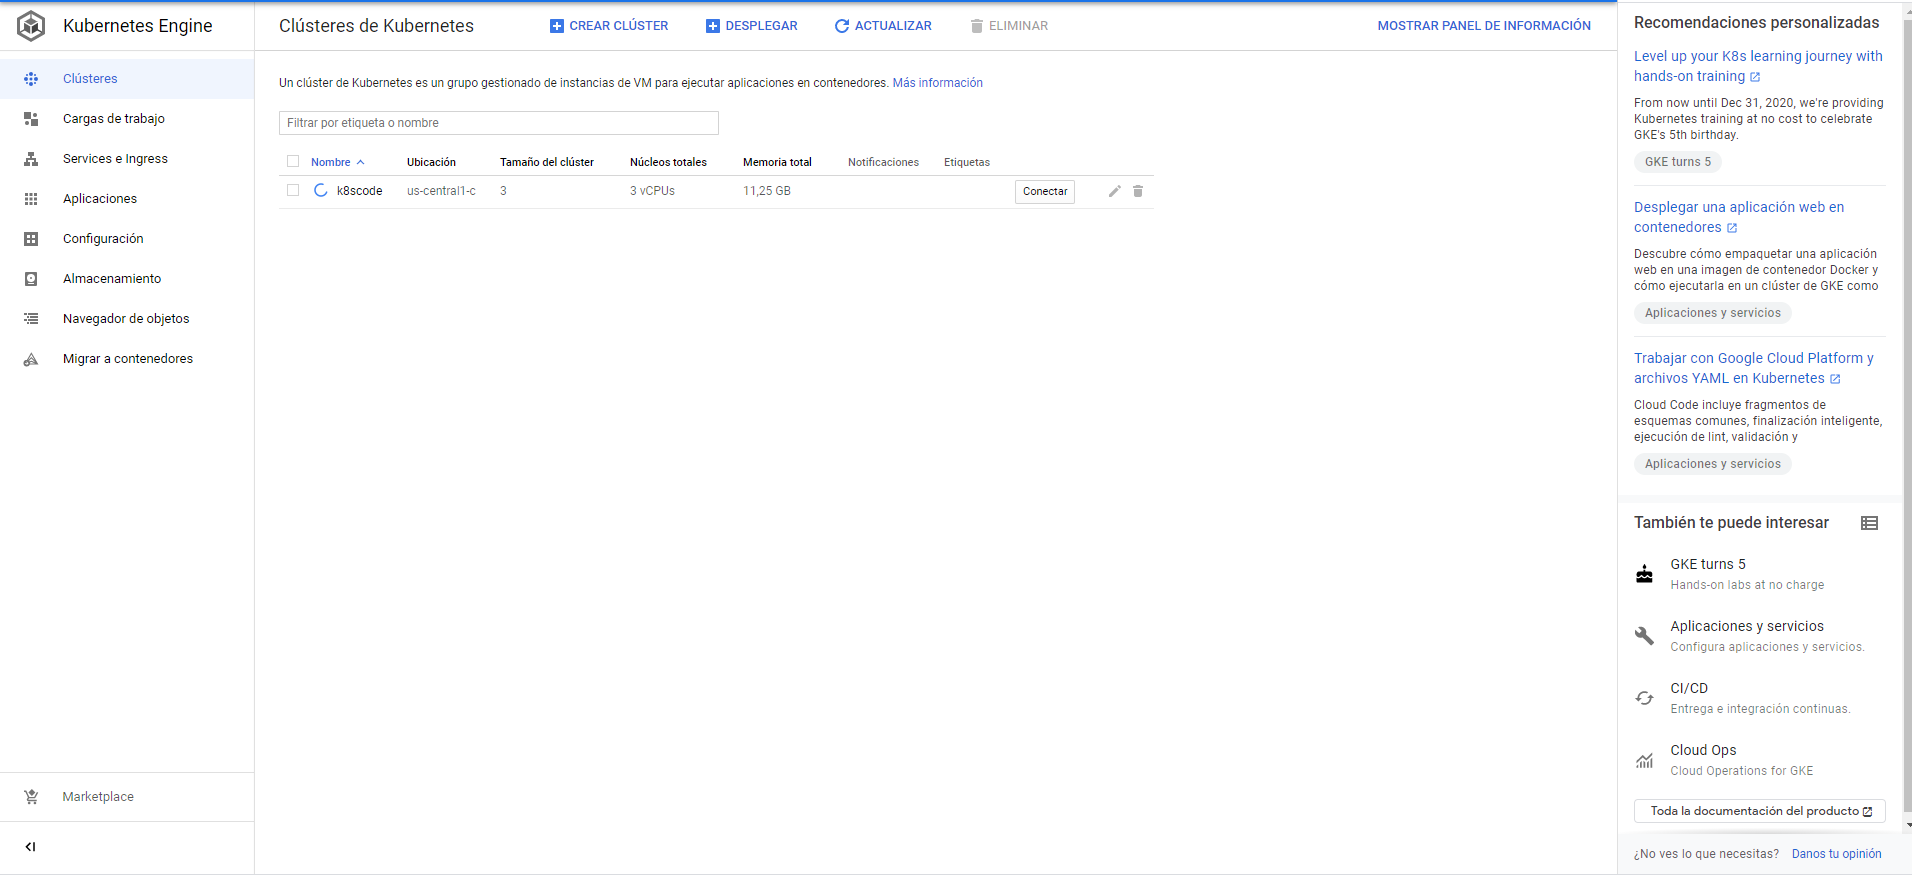 Kubernetes Engine
Clústeres
Cargas de trabajo
Services e Ingress
Aplicaciones
Configuración
Almacenamiento
Navegador de objetos
Migrar a contenedores
Marketplace
Clústeres de Kubernetes
CREAR CLÚSTER
DESPLEGAR
ACTUALIZAR
ELIMINAR
MOSTRAR PANEL DE INFORMACIÓN
Un clúster de Kubernetes es un grupo gestionado de instancias de VM para ejecutar aplicaciones en contenedores. Más información
Filtrar por etiqueta o nombre
Nombre Ubicación Tamaño del clúster Núcleos totales Memoria total Notificaciones Etiquetas
k8scode us-central1-c 3 3 vCPUs 11,25 GB Conectar
Recomendaciones personalizadas
Level up your K8s learning journey with
hands-on training
From now until Dec 31, 2020, we're providing
Kubernetes training at no cost to celebrate
GKE's 5th birthday.
GKE turns 5
Desplegar una aplicación web en
contenedores
Descubre cómo empaquetar una aplicación
web en una imagen de contenedor Docker y
cómo ejecutarla en un clúster de GKE como
Aplicaciones y servicios
Trabajar con Google Cloud Platform y
archivos YAML en Kubernetes
Cloud Code incluye fragmentos de
esquemas comunes, finalización inteligente,
ejecución de lint, validación y
Aplicaciones y servicios
También te puede interesar
GKE turns 5
Hands-on labs at no charge
Aplicaciones y servicios
Configura aplicaciones y servicios.
CI/CD
Entrega e integración continuas.
Cloud Ops
Cloud Operations for GKE
Toda la documentación del producto
¿No ves lo que necesitas? Danos tu opinión